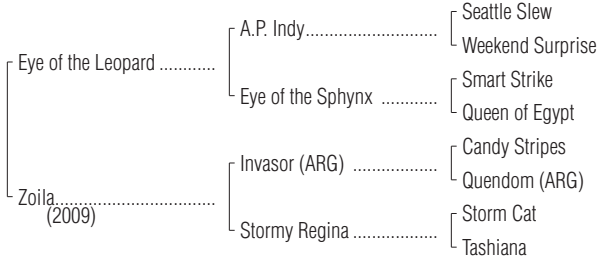 Seattle Slew
A.P. Indy
Weekend Surprise
Eye of the Leopard
Smart Strike
Eye of the Sphynx
Queen of Egypt
Candy Stripes
Invasor (ARG)
Quendom (ARG)
Zoila
(2009)
Storm Cat
Stormy Regina
Tashiana